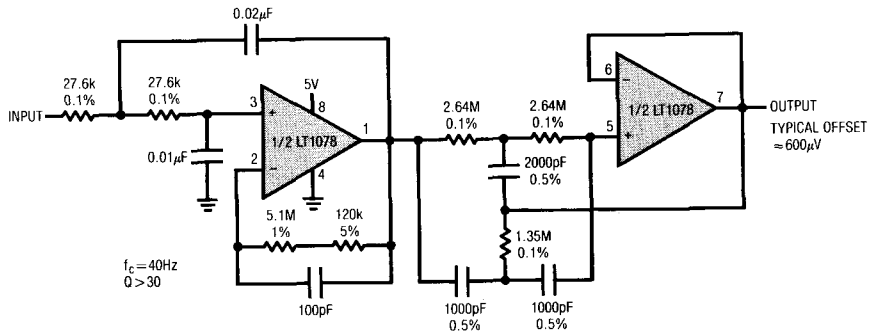 0.02μF
27.6k
0.1%
27.6k
0.1%
INPUT
0.01μF
3
+
5V
8
1/2 LT1078
1
2
−
4
5.1M
1%
120k
5%
100pF
fc=40Hz
Q>30
2.64M
0.1%
2.64M
0.1%
2000pF
0.5%
1.35M
0.1%
1000pF
0.5%
1000pF
0.5%
6
−
1/2 LT1078
7
5
+
OUTPUT
TYPICAL OFFSET
≈600μV